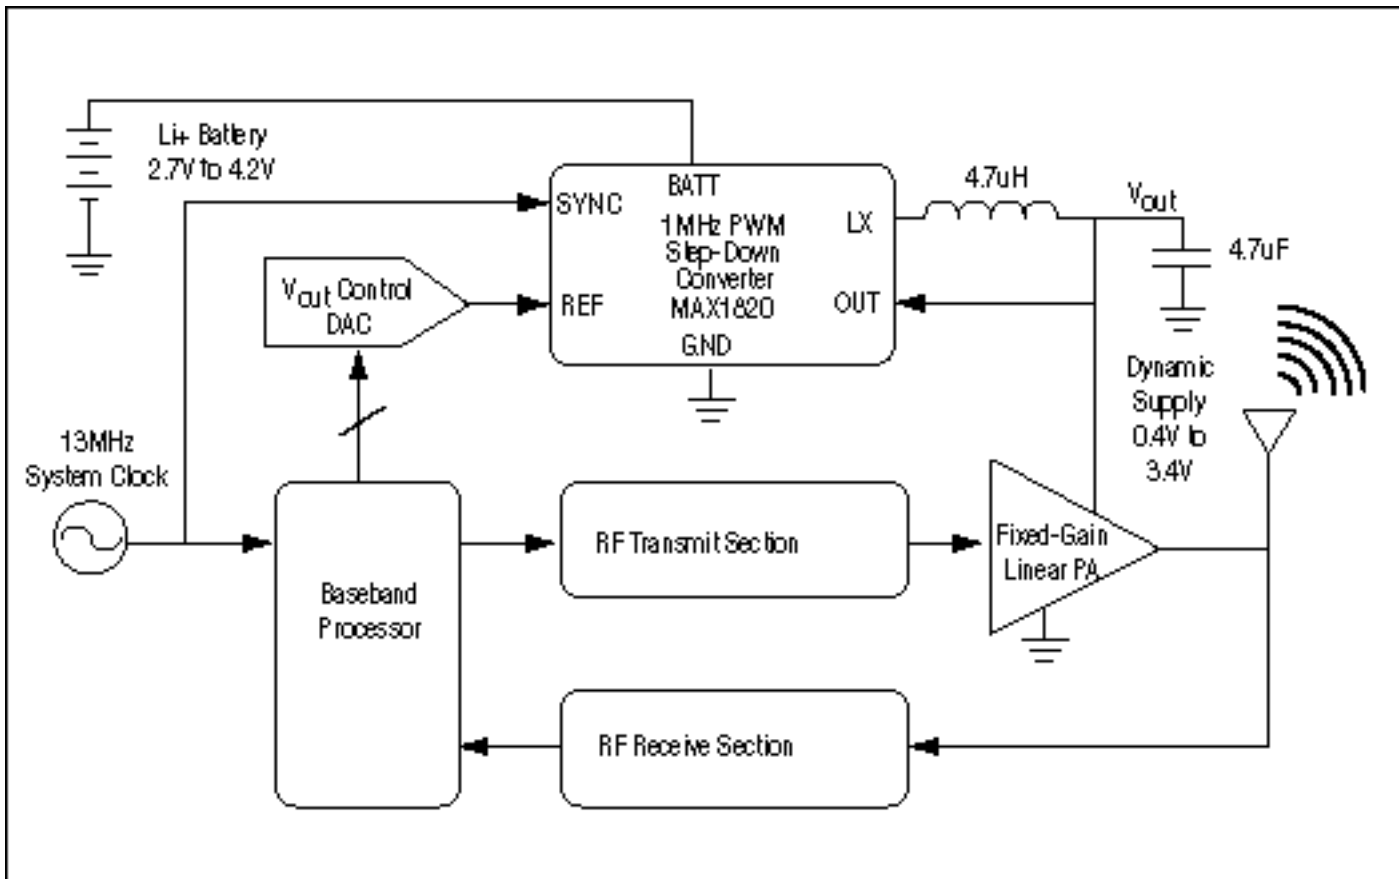 Li+ Battery
2.7V to 4.2V
SYNC
BATT
1MHz PWM
Step-Down
Converter
MAX1820
GND
REF
LX
OUT
4.7uH
Vout
4.7uF
Vout Control
DAC
Dynamic
Supply
0.4V to
3.4V
13MHz
System Clock
Baseband
Processor
RF Transmit Section
Fixed-Gain
Linear PA
RF Receive Section